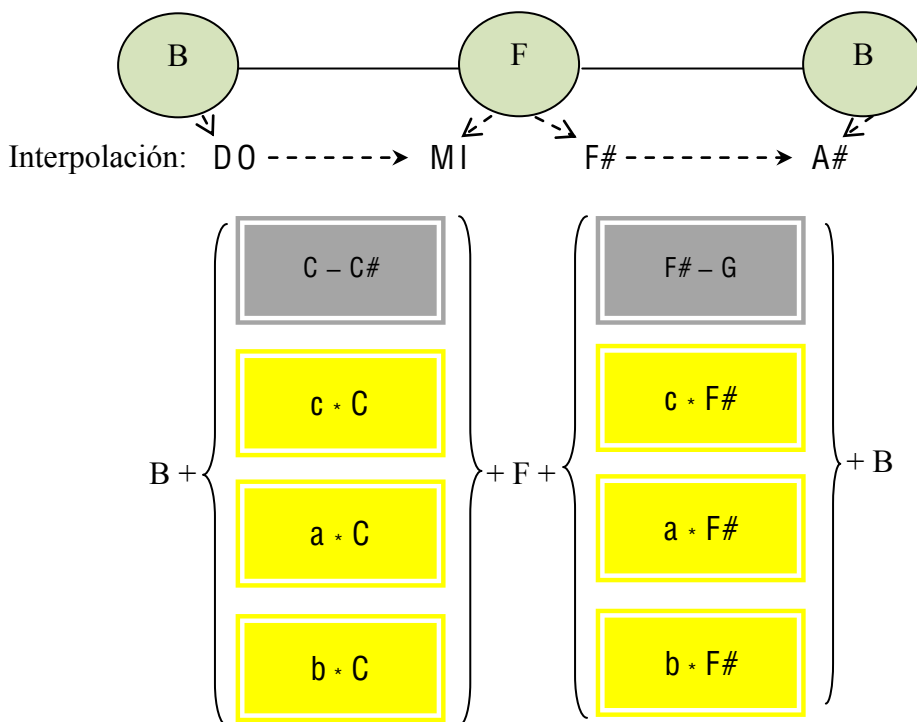 B F B
Interpolación: DO MI F# A#
C – C# F# – G
c * C c * F#
B + + F + + B
a * C a * F#
b * C b * F#